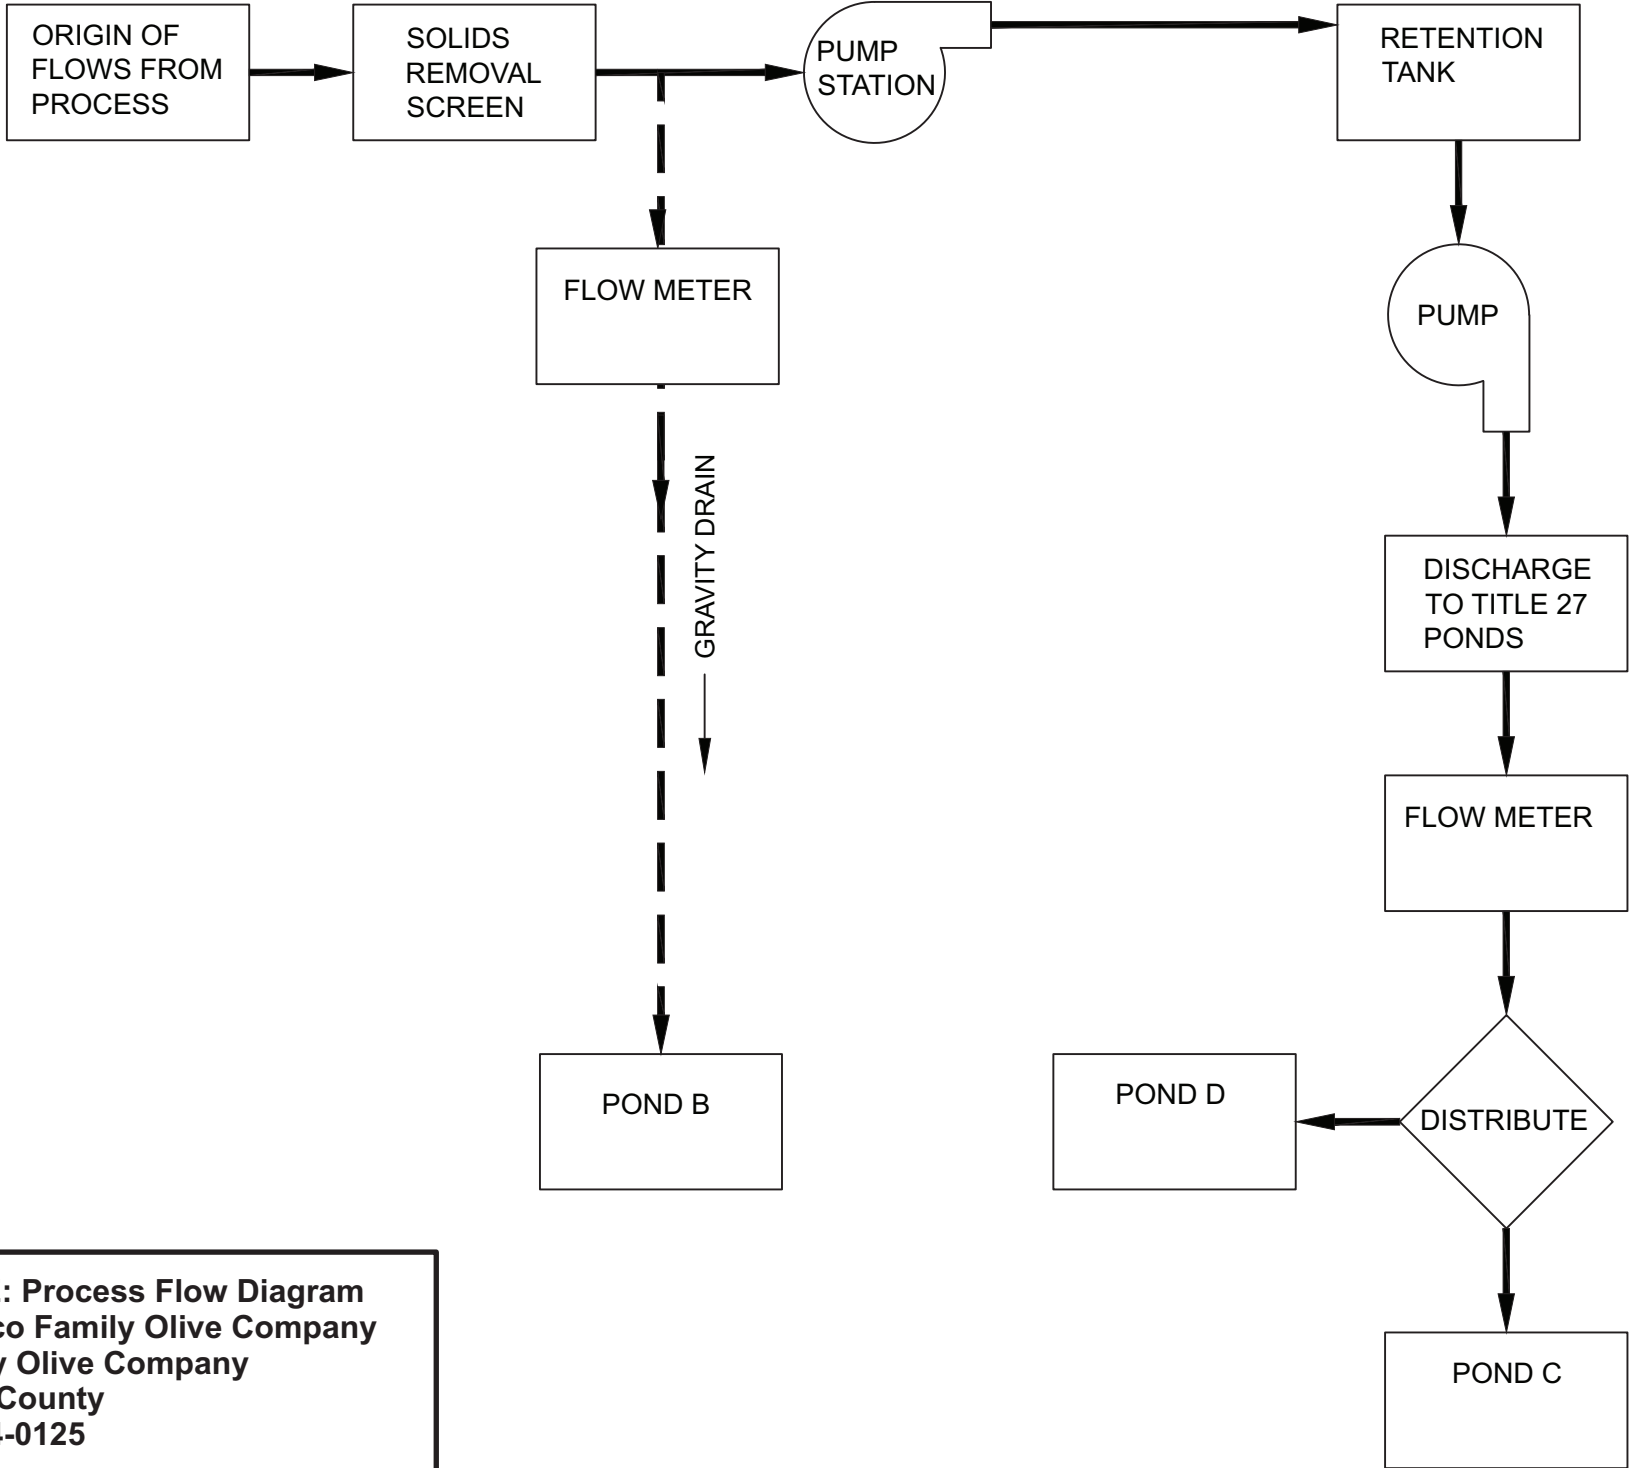 ORIGIN OF
FLOWS FROM
PROCESS
SOLIDS
REMOVAL
SCREEN
PUMP
STATION
RETENTION
TANK
FLOW METER
PUMP
GRAVITY DRAIN
DISCHARGE
TO TITLE 27
PONDS
FLOW METER
POND B
POND D
DISTRIBUTE
POND C
: Process Flow Diagram
co Family Olive Company
y Olive Company
County
-0125